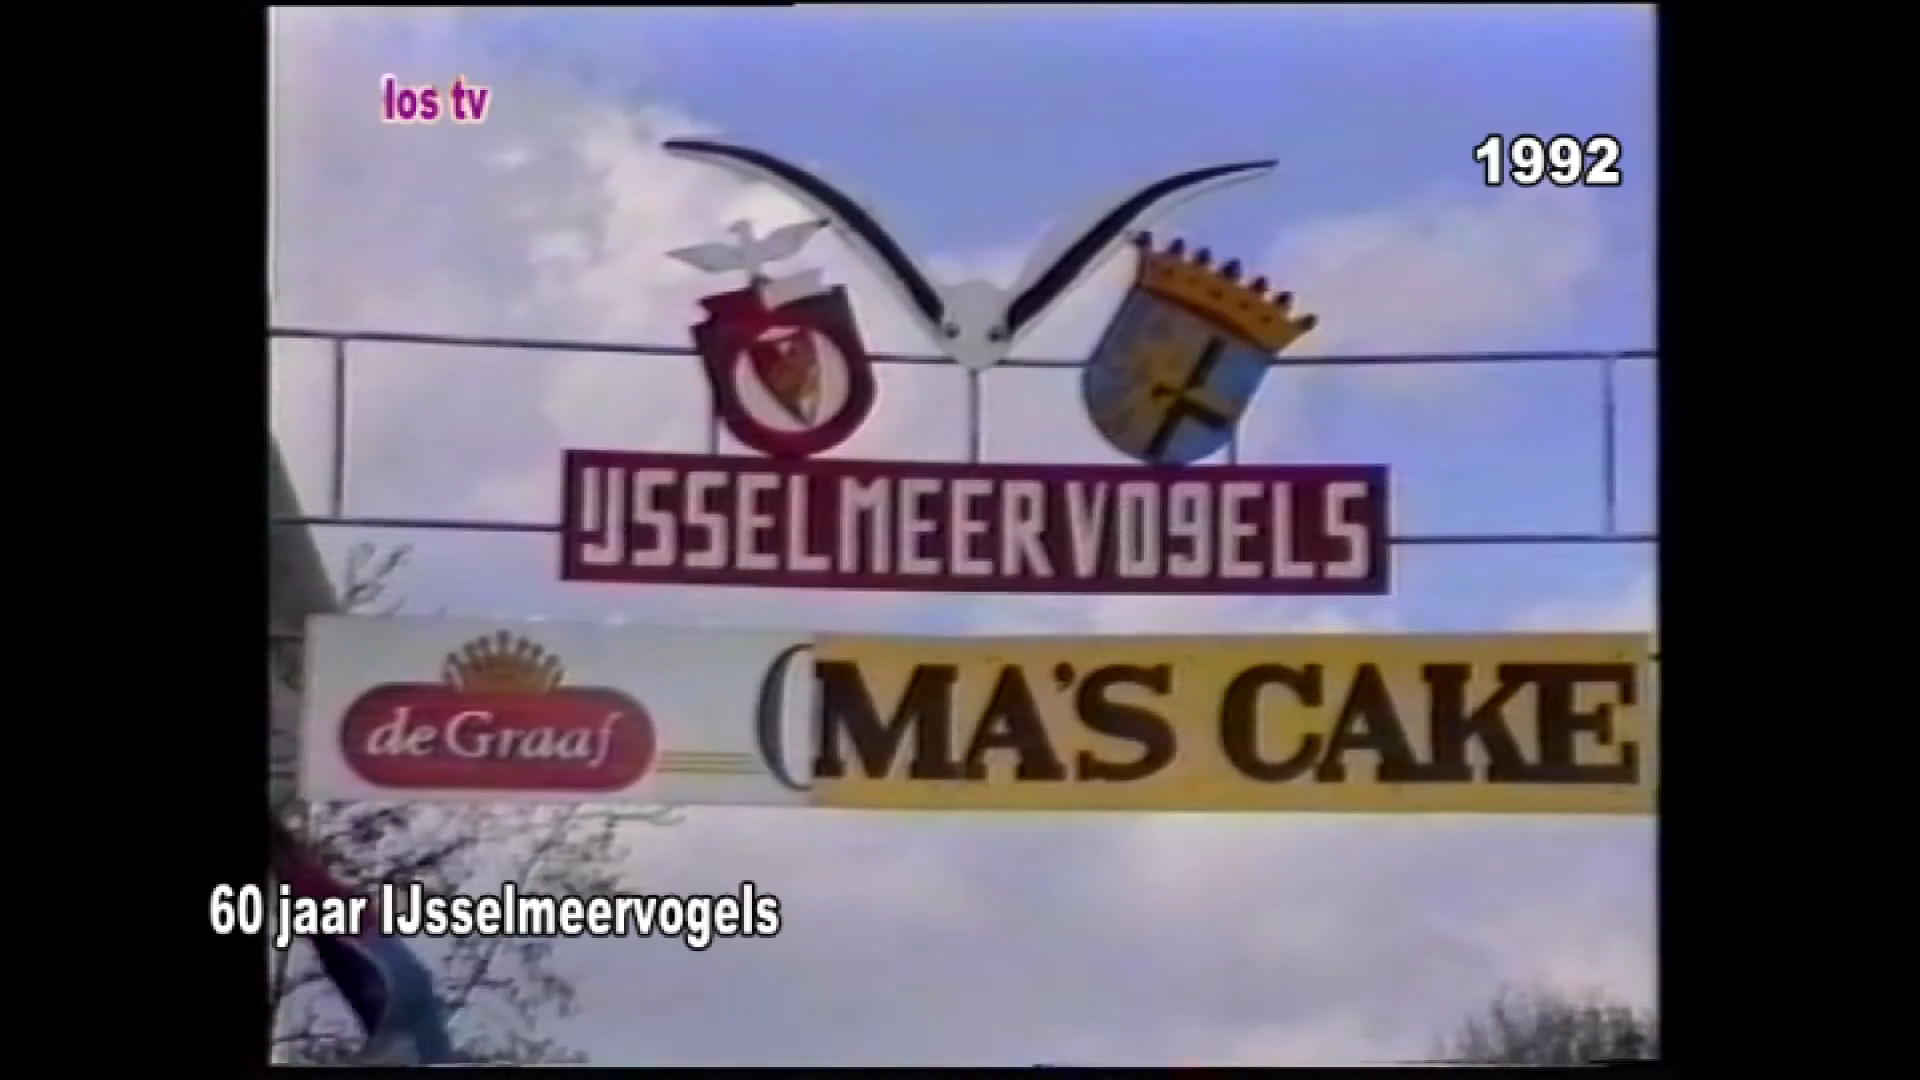 los tv
1992
IJSSELMEERVOGELS
de Graaf
MA'S CAKE
60 jaar IJsselmeervogels